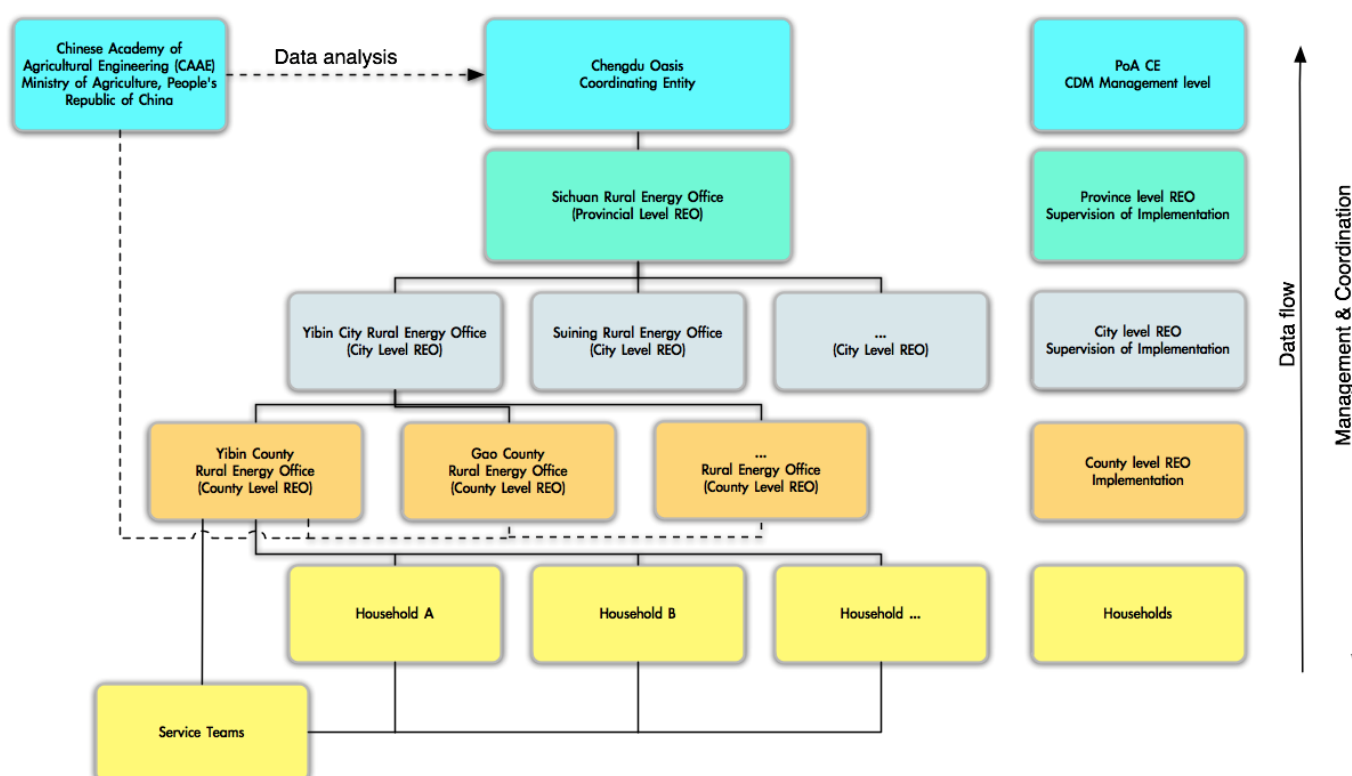 Chinese Academy of
Agricultural Engineering (CAAE)
Ministry of Agriculture, People's
Republic of China
Data analysis
Chengdu Oasis
Coordinating Entity
PoA CE
CDM Management level
Sichuan Rural Energy Office
(Provincial Level REO)
Province level REO
Supervision of Implementation
Yibin City Rural Energy Office
(City Level REO)
Suining Rural Energy Office
(City Level REO)
...
(City Level REO)
City level REO
Supervision of Implementation
Data flow
Management & Coordination
Yibin County
Rural Energy Office
(County Level REO)
Gao County
Rural Energy Office
(County Level REO)
...
Rural Energy Office
(County Level REO)
County level REO
Implementation
Household A
Household B
Household ...
Households
Service Teams